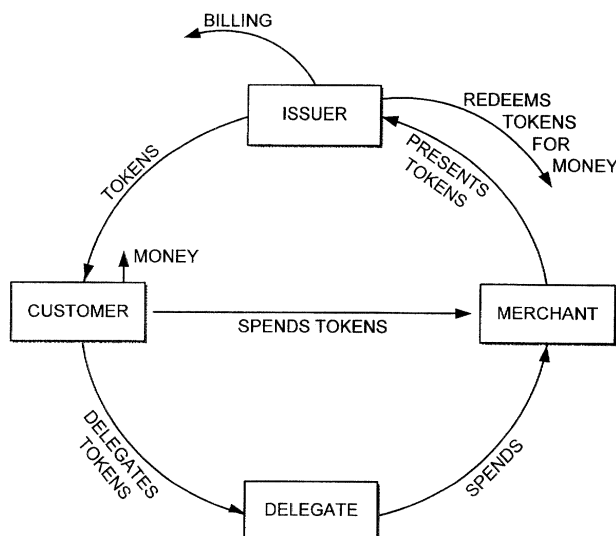 BILLING
ISSUER
REDEEMS
TOKENS
FOR
MONEY
PRESENTS
TOKENS
TOKENS
MONEY
CUSTOMER
SPENDS TOKENS
MERCHANT
DELEGATES
TOKENS
SPENDS
DELEGATE